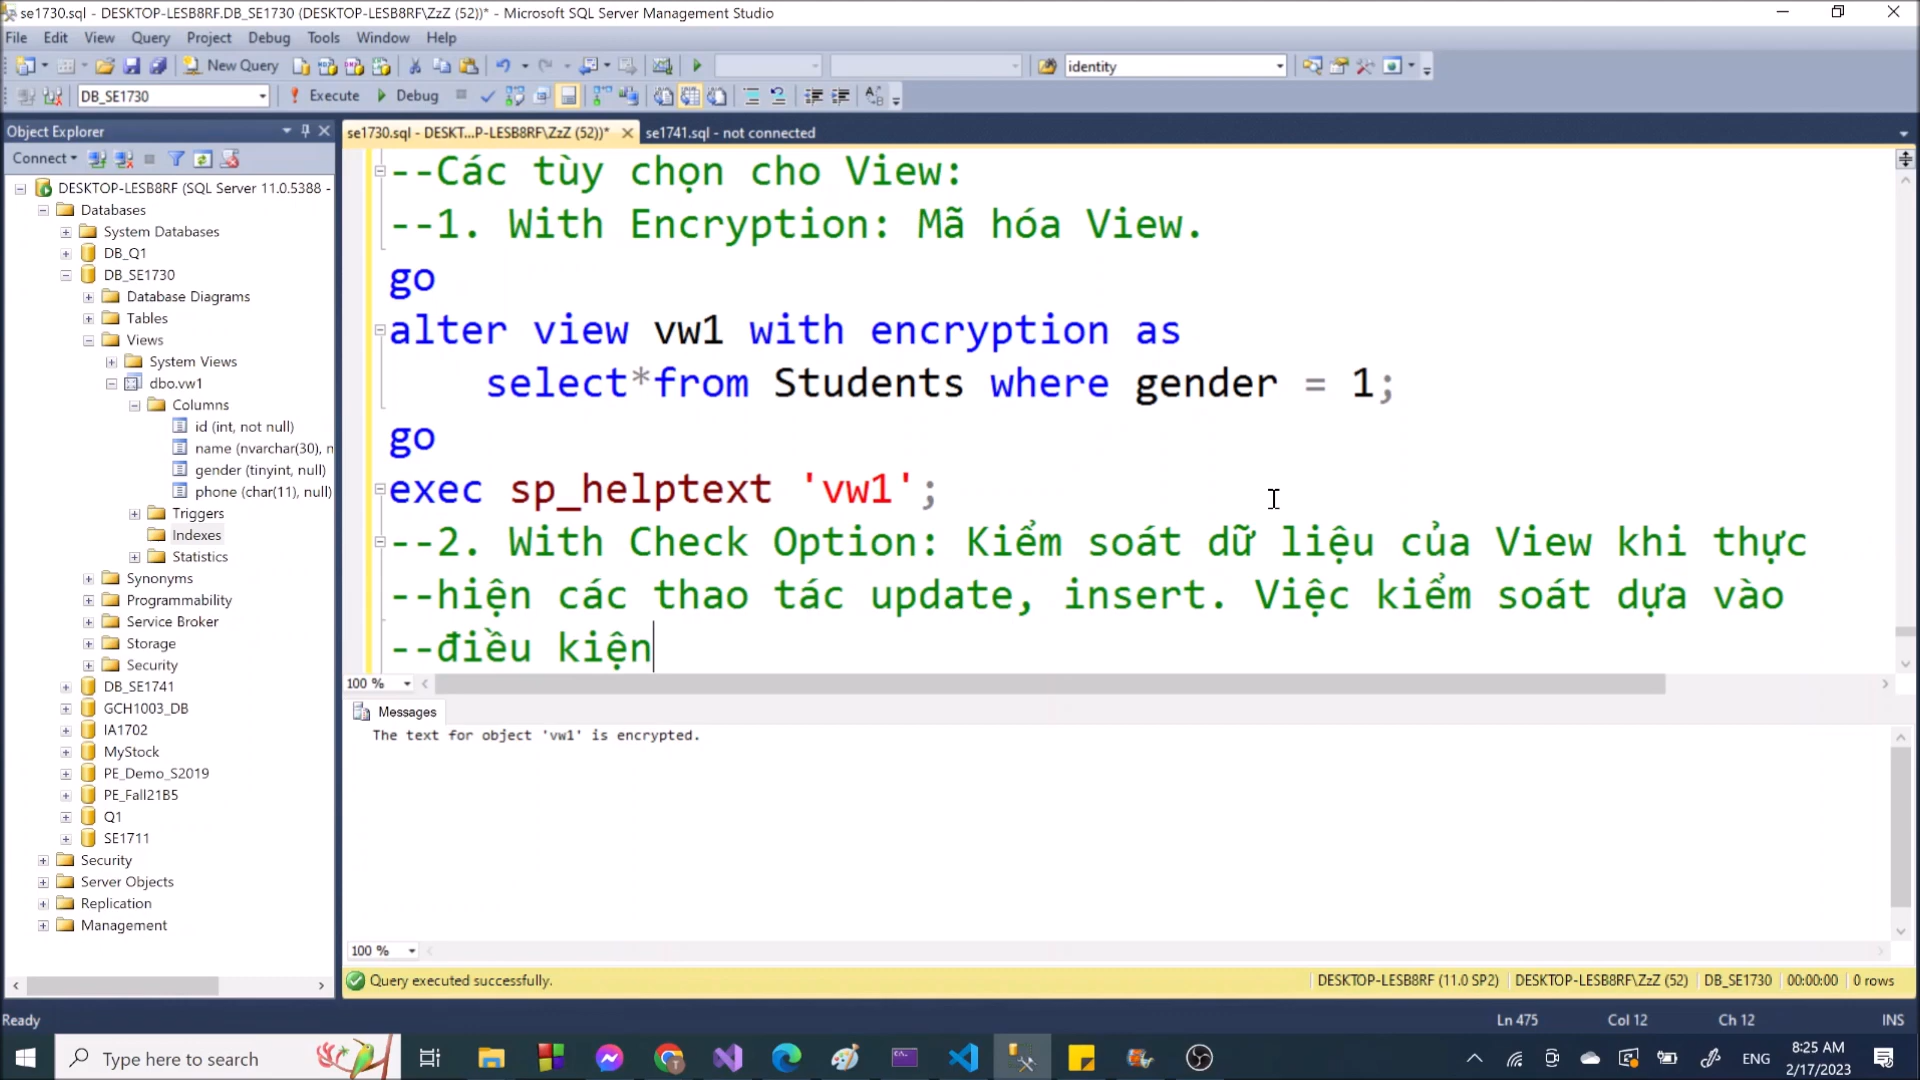 se1730.sql - DESKTOP-LESB8RF.DB_SE1730 (DESKTOP-LESB8RF\ZzZ (52))* - Microsoft SQL Server Management Studio
File Edit View Query Project Debug Tools Window Help
New Query identity
DB_SE1730 Execute Debug
Object Explorer
Connect
DESKTOP-LESB8RF (SQL Server 11.0.5388 -
Databases
System Databases
DB_Q1
DB_SE1730
Database Diagrams
Tables
Views
System Views
dbo.vw1
Columns
id (int, not null)
name (nvarchar(30), n
gender (tinyint, null)
phone (char(11), null)
Triggers
Indexes
Statistics
Synonyms
Programmability
Service Broker
Storage
Security
DB_SE1741
GCH1003_DB
IA1702
MyStock
PE_Demo_S2019
PE_Fall21B5
Q1
SE1711
Security
Server Objects
Replication
Management
se1730.sql - DESKT...P-LESB8RF\ZzZ (52))* se1741.sql - not connected
--Các tùy chọn cho View:
--1. With Encryption: Mã hóa View.
go
alter view vw1 with encryption as
select*from Students where gender = 1;
go
exec sp_helptext 'vw1';
--2. With Check Option: Kiểm soát dữ liệu của View khi thực
--hiện các thao tác update, insert. Việc kiểm soát dựa vào
--điều kiện
100 %
Messages
The text for object 'vw1' is encrypted.
100 %
Query executed successfully. DESKTOP-LESB8RF (11.0 SP2) DESKTOP-LESB8RF\ZzZ (52) DB_SE1730 00:00:00 0 rows
Ready Ln 475 Col 12 Ch 12 INS
Type here to search ENG 8:25 AM
2/17/2023